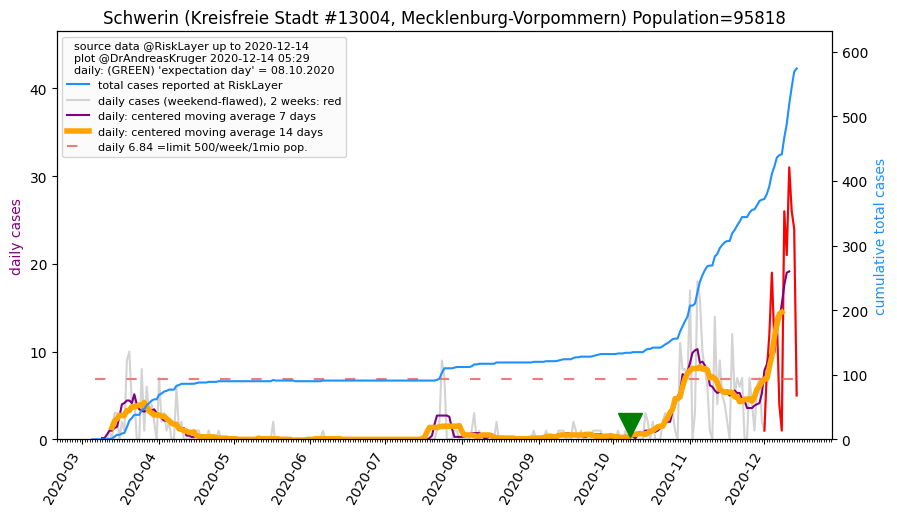 Schwerin (Kreisfreie Stadt #13004, Mecklenburg-Vorpommern) Population=95818
source data @RiskLayer up to 2020-12-14
plot @DrAndreasKruger 2020-12-14 05:29
daily: (GREEN) 'expectation day' = 08.10.2020
total cases reported at RiskLayer
daily cases (weekend-flawed), 2 weeks: red
daily: centered moving average 7 days
daily: centered moving average 14 days
daily 6.84 =limit 500/week/1mio pop.
daily cases
40
30
20
10
0
cumulative total cases
600
500
400
300
200
100
0
2020-03
2020-04
2020-05
2020-06
2020-07
2020-08
2020-09
2020-10
2020-11
2020-12